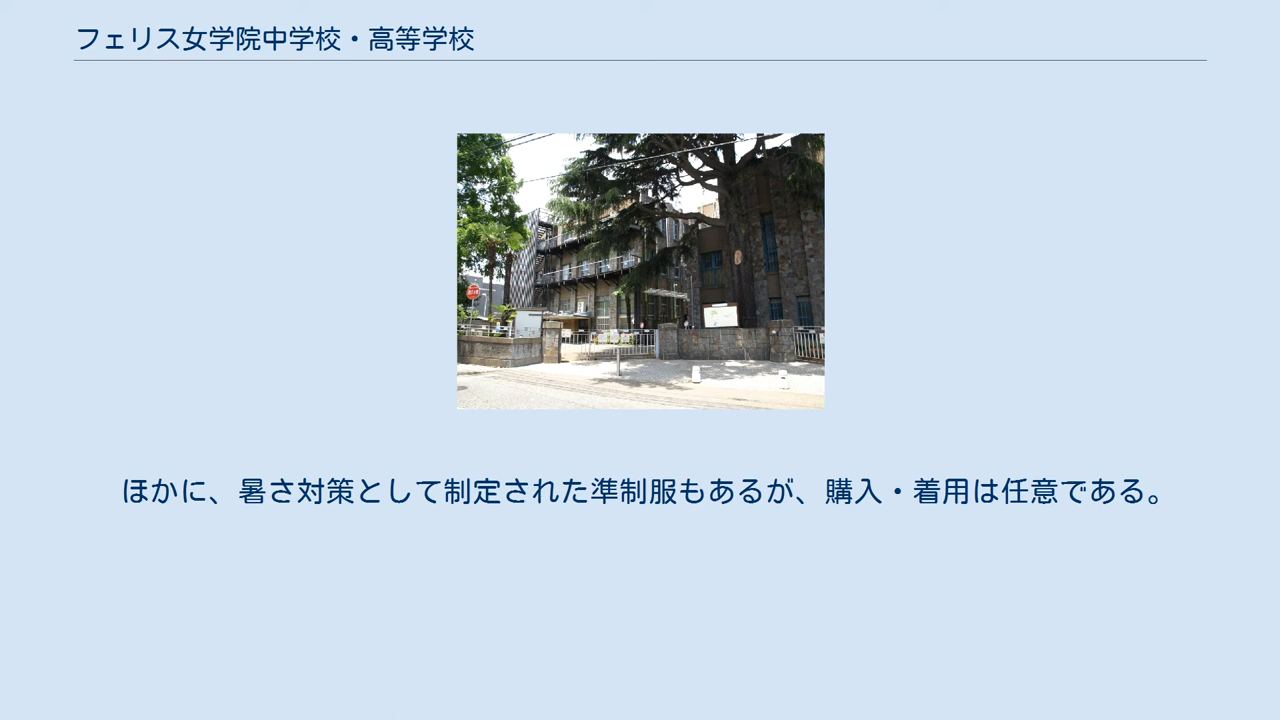 フェリス女学院中学校・高等学校
ほかに、暑さ対策として制定された準制服もあるが、購入・着用は任意である。